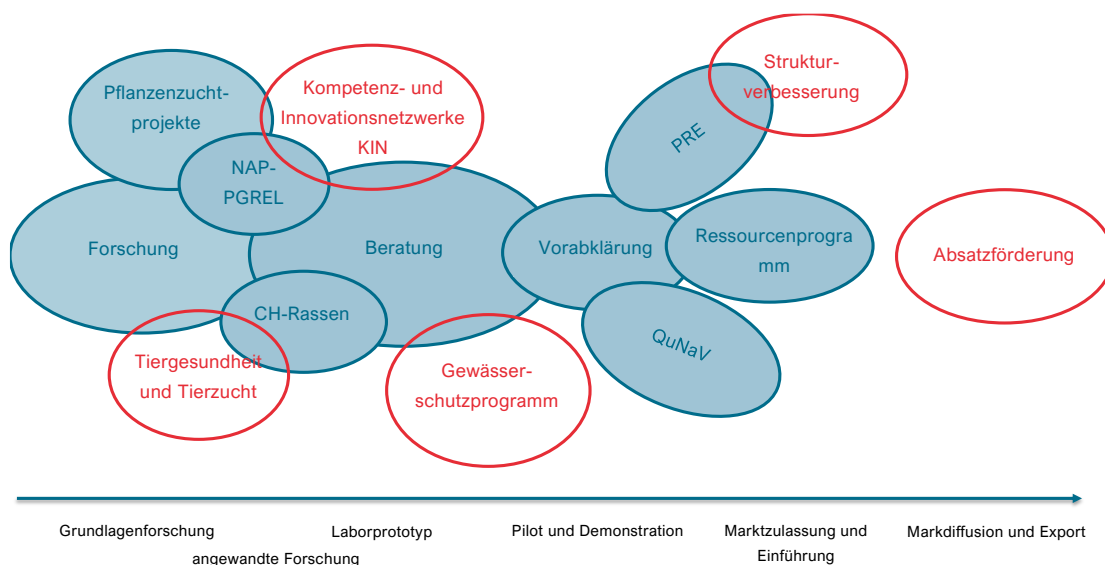 Pflanzenzucht-
projekte
Kompetenz- und
Innovationsnetzwerke
KIN
Struktur-
verbesserung
PRE
NAP-
PGREL
Forschung
Beratung
Vorabklärung
Ressourcenprogra
mm
Absatzförderung
CH-Rassen
QuNaV
Tiergesundheit
und Tierzucht
Gewässer-
schutzprogramm
Grundlagenforschung
angewandte Forschung
Laborprototyp
Pilot und Demonstration
Marktzulassung und
Einführung
Markdiffusion und Export